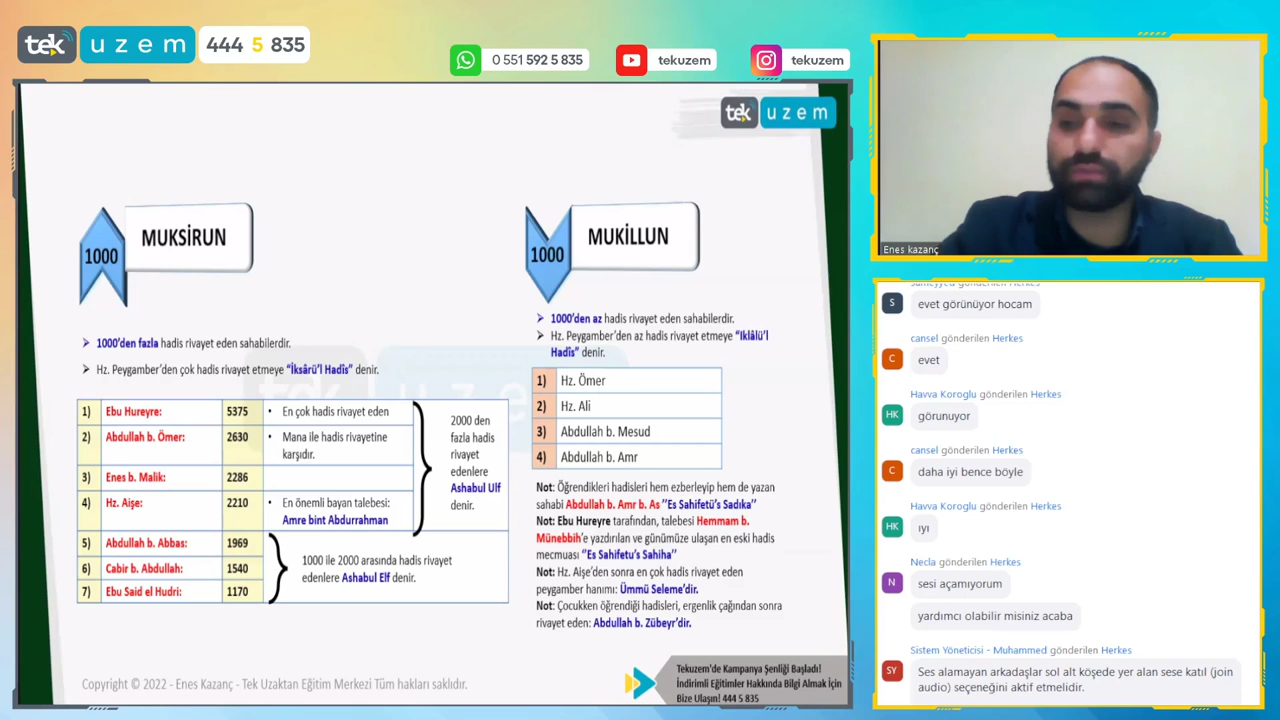 tek uzem 444 5 835
0 551 592 5 835
tekuzem
tekuzem
tek uzem
1000
MUKSİRUN
1000'den fazla hadis rivayet eden sahabilerdir.
Hz. Peygamber'den çok hadis rivayet etmeye "İksârü'l Hadîs" denir.
1) Ebu Hureyre: 5375 • En çok hadis rivayet eden
2) Abdullah b. Ömer: 2630 • Mana ile hadis rivayetine
karşıdır.
3) Enes b. Malik: 2286
4) Hz. Aişe: 2210 • En önemli bayan talebesi:
Amre bint Abdurrahman
2000 den
fazla hadis
rivayet
edenlere
Ashabul Ulf
denir.
5) Abdullah b. Abbas: 1969
6) Cabir b. Abdullah: 1540
7) Ebu Said el Hudri: 1170
1000 ile 2000 arasında hadis rivayet
edenlere Ashabul Elf denir.
1000
MUKİLLUN
1000'den az hadis rivayet eden sahabilerdir.
Hz. Peygamber'den az hadis rivayet etmeye "Iklâlü'l
Hadîs" denir.
1) Hz. Ömer
2) Hz. Ali
3) Abdullah b. Mesud
4) Abdullah b. Amr
Not: Öğrendikleri hadisleri hem ezberleyip hem de yazan
sahabi Abdullah b. Amr b. As ''Es Sahifetü's Sadıka''
Not: Ebu Hureyre tarafından, talebesi Hemmam b.
Münebbih'e yazdırılan ve günümüze ulaşan en eski hadis
mecmuası ''Es Sahifetu's Sahiha''
Not: Hz. Aişe'den sonra en çok hadis rivayet eden
peygamber hanımı: Ümmü Seleme'dir.
Not: Çocukken öğrendiği hadisleri, ergenlik çağından sonra
rivayet eden: Abdullah b. Zübeyr'dir.
Copyright © 2022 - Enes Kazanç - Tek Uzaktan Eğitim Merkezi Tüm hakları saklıdır.
Tekuzem'de Kampanya Şenliği Başladı!
İndirimli Eğitimler Hakkında Bilgi Almak İçin
Bize Ulaşın! 444 5 835
Enes kazanç
gönderilen Herkes
S
evet görünüyor hocam
cansel gönderilen Herkes
C
evet
Havva Koroglu gönderilen Herkes
HK
görunuyor
cansel gönderilen Herkes
C
daha iyi bence böyle
Havva Koroglu gönderilen Herkes
HK
ıyı
Necla gönderilen Herkes
N
sesi açamıyorum
yardımcı olabilir misiniz acaba
Sistem Yöneticisi - Muhammed gönderilen Herkes
SY
Ses alamayan arkadaşlar sol alt köşede yer alan sese katıl (join
audio) seçeneğini aktif etmelidir.